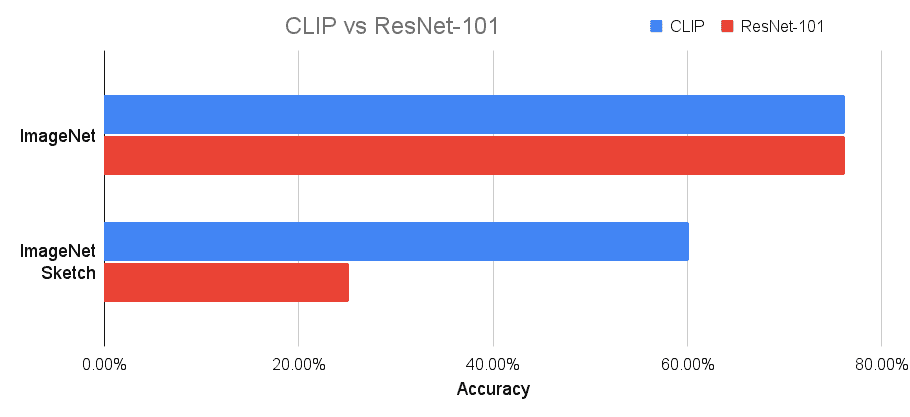 CLIP vs ResNet-101
CLIP
ResNet-101
ImageNet
ImageNet
Sketch
0.00%
20.00%
40.00%
60.00%
80.00%
Accuracy